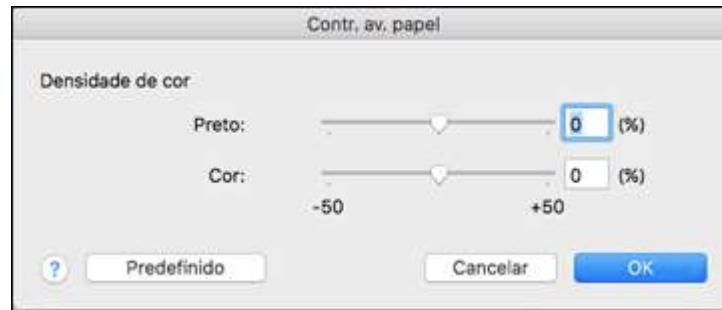 Contr. av. papel
Densidade de cor
Preto: 0 (%)
Cor: 0 (%)
-50 +50
? Predefinido Cancelar OK